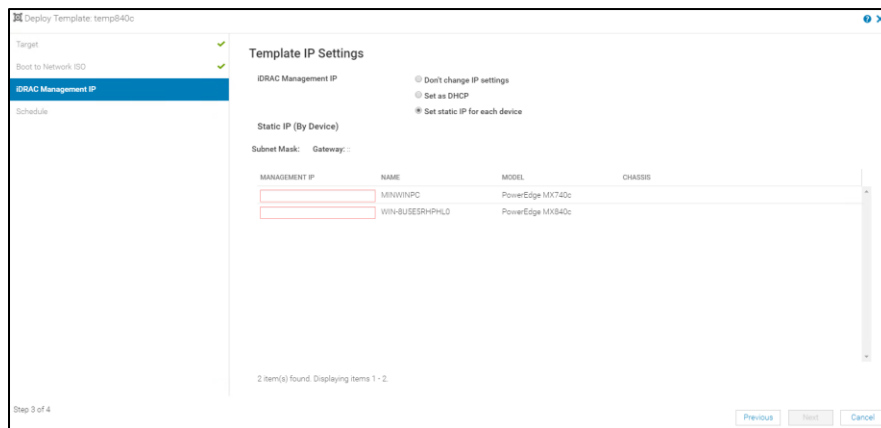 Deploy Template: temp840c
Target
Boot to Network ISO
iDRAC Management IP
Schedule
Template IP Settings
iDRAC Management IP
Don't change IP settings
Set as DHCP
Set static IP for each device
Static IP (By Device)
Subnet Mask: Gateway: ::
MANAGEMENT IP NAME MODEL CHASSIS
MINWINPC PowerEdge MX740c
WIN-8USE5RHPHL0 PowerEdge MX840c
2 item(s) found. Displaying items 1 - 2.
Step 3 of 4
Previous Next Cancel